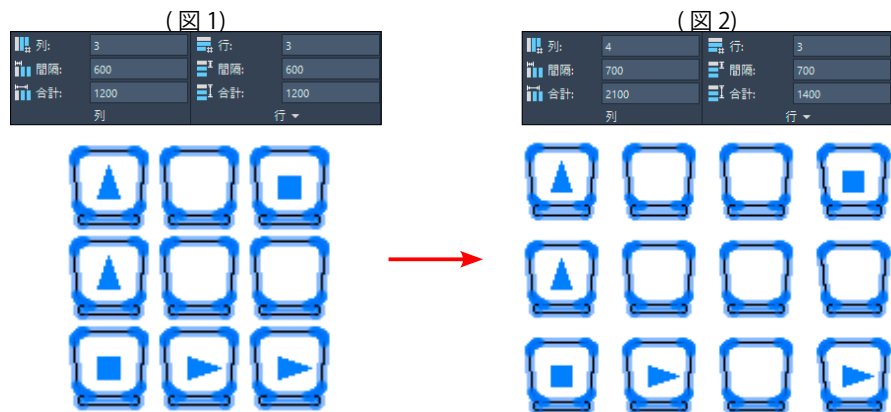 ( 図 1)
列: 3 行: 3
間隔: 600 間隔: 600
合計: 1200 合計: 1200
列 行
( 図 2)
列: 4 行: 3
間隔: 700 間隔: 700
合計: 2100 合計: 1400
列 行